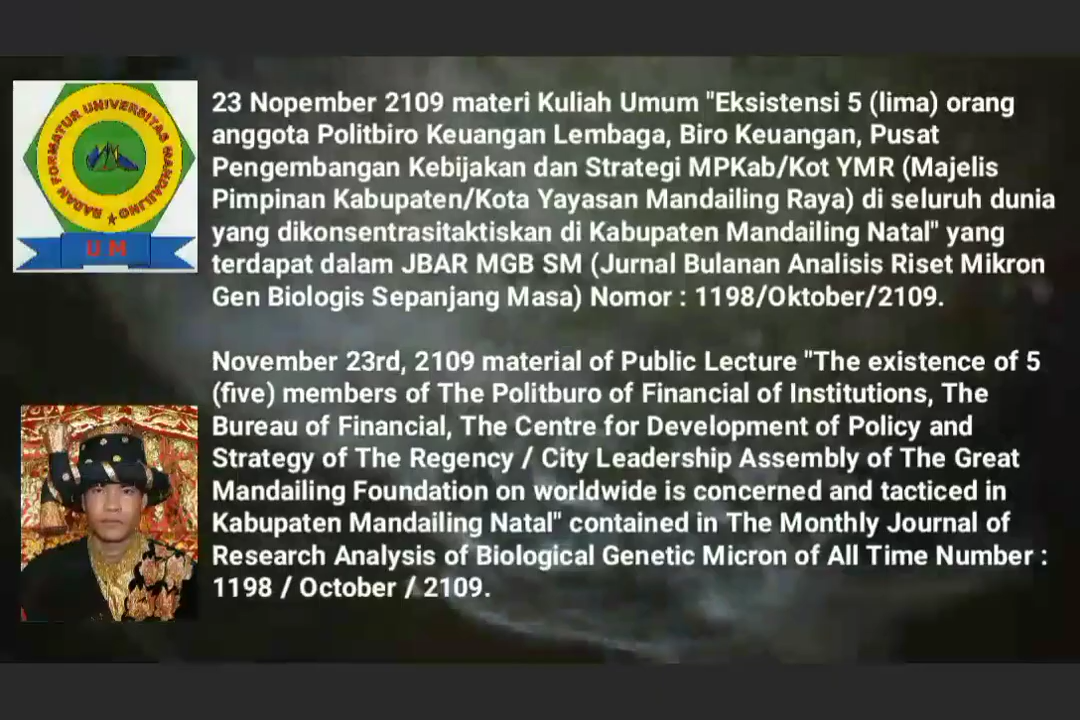 BADAN FORMATUR UNIVERSITAS MANDAILING
UM
23 Nopember 2109 materi Kuliah Umum "Eksistensi 5 (lima) orang
anggota Politbiro Keuangan Lembaga, Biro Keuangan, Pusat
Pengembangan Kebijakan dan Strategi MPKab/Kot YMR (Majelis
Pimpinan Kabupaten/Kota Yayasan Mandailing Raya) di seluruh dunia
yang dikonsentrasitaktiskan di Kabupaten Mandailing Natal" yang
terdapat dalam JBAR MGB SM (Jurnal Bulanan Analisis Riset Mikron
Gen Biologis Sepanjang Masa) Nomor : 1198/Oktober/2109.
November 23rd, 2109 material of Public Lecture "The existence of 5
(five) members of The Politburo of Financial of Institutions, The
Bureau of Financial, The Centre for Development of Policy and
Strategy of The Regency / City Leadership Assembly of The Great
Mandailing Foundation on worldwide is concerned and tacticed in
Kabupaten Mandailing Natal" contained in The Monthly Journal of
Research Analysis of Biological Genetic Micron of All Time Number :
1198 / October / 2109.